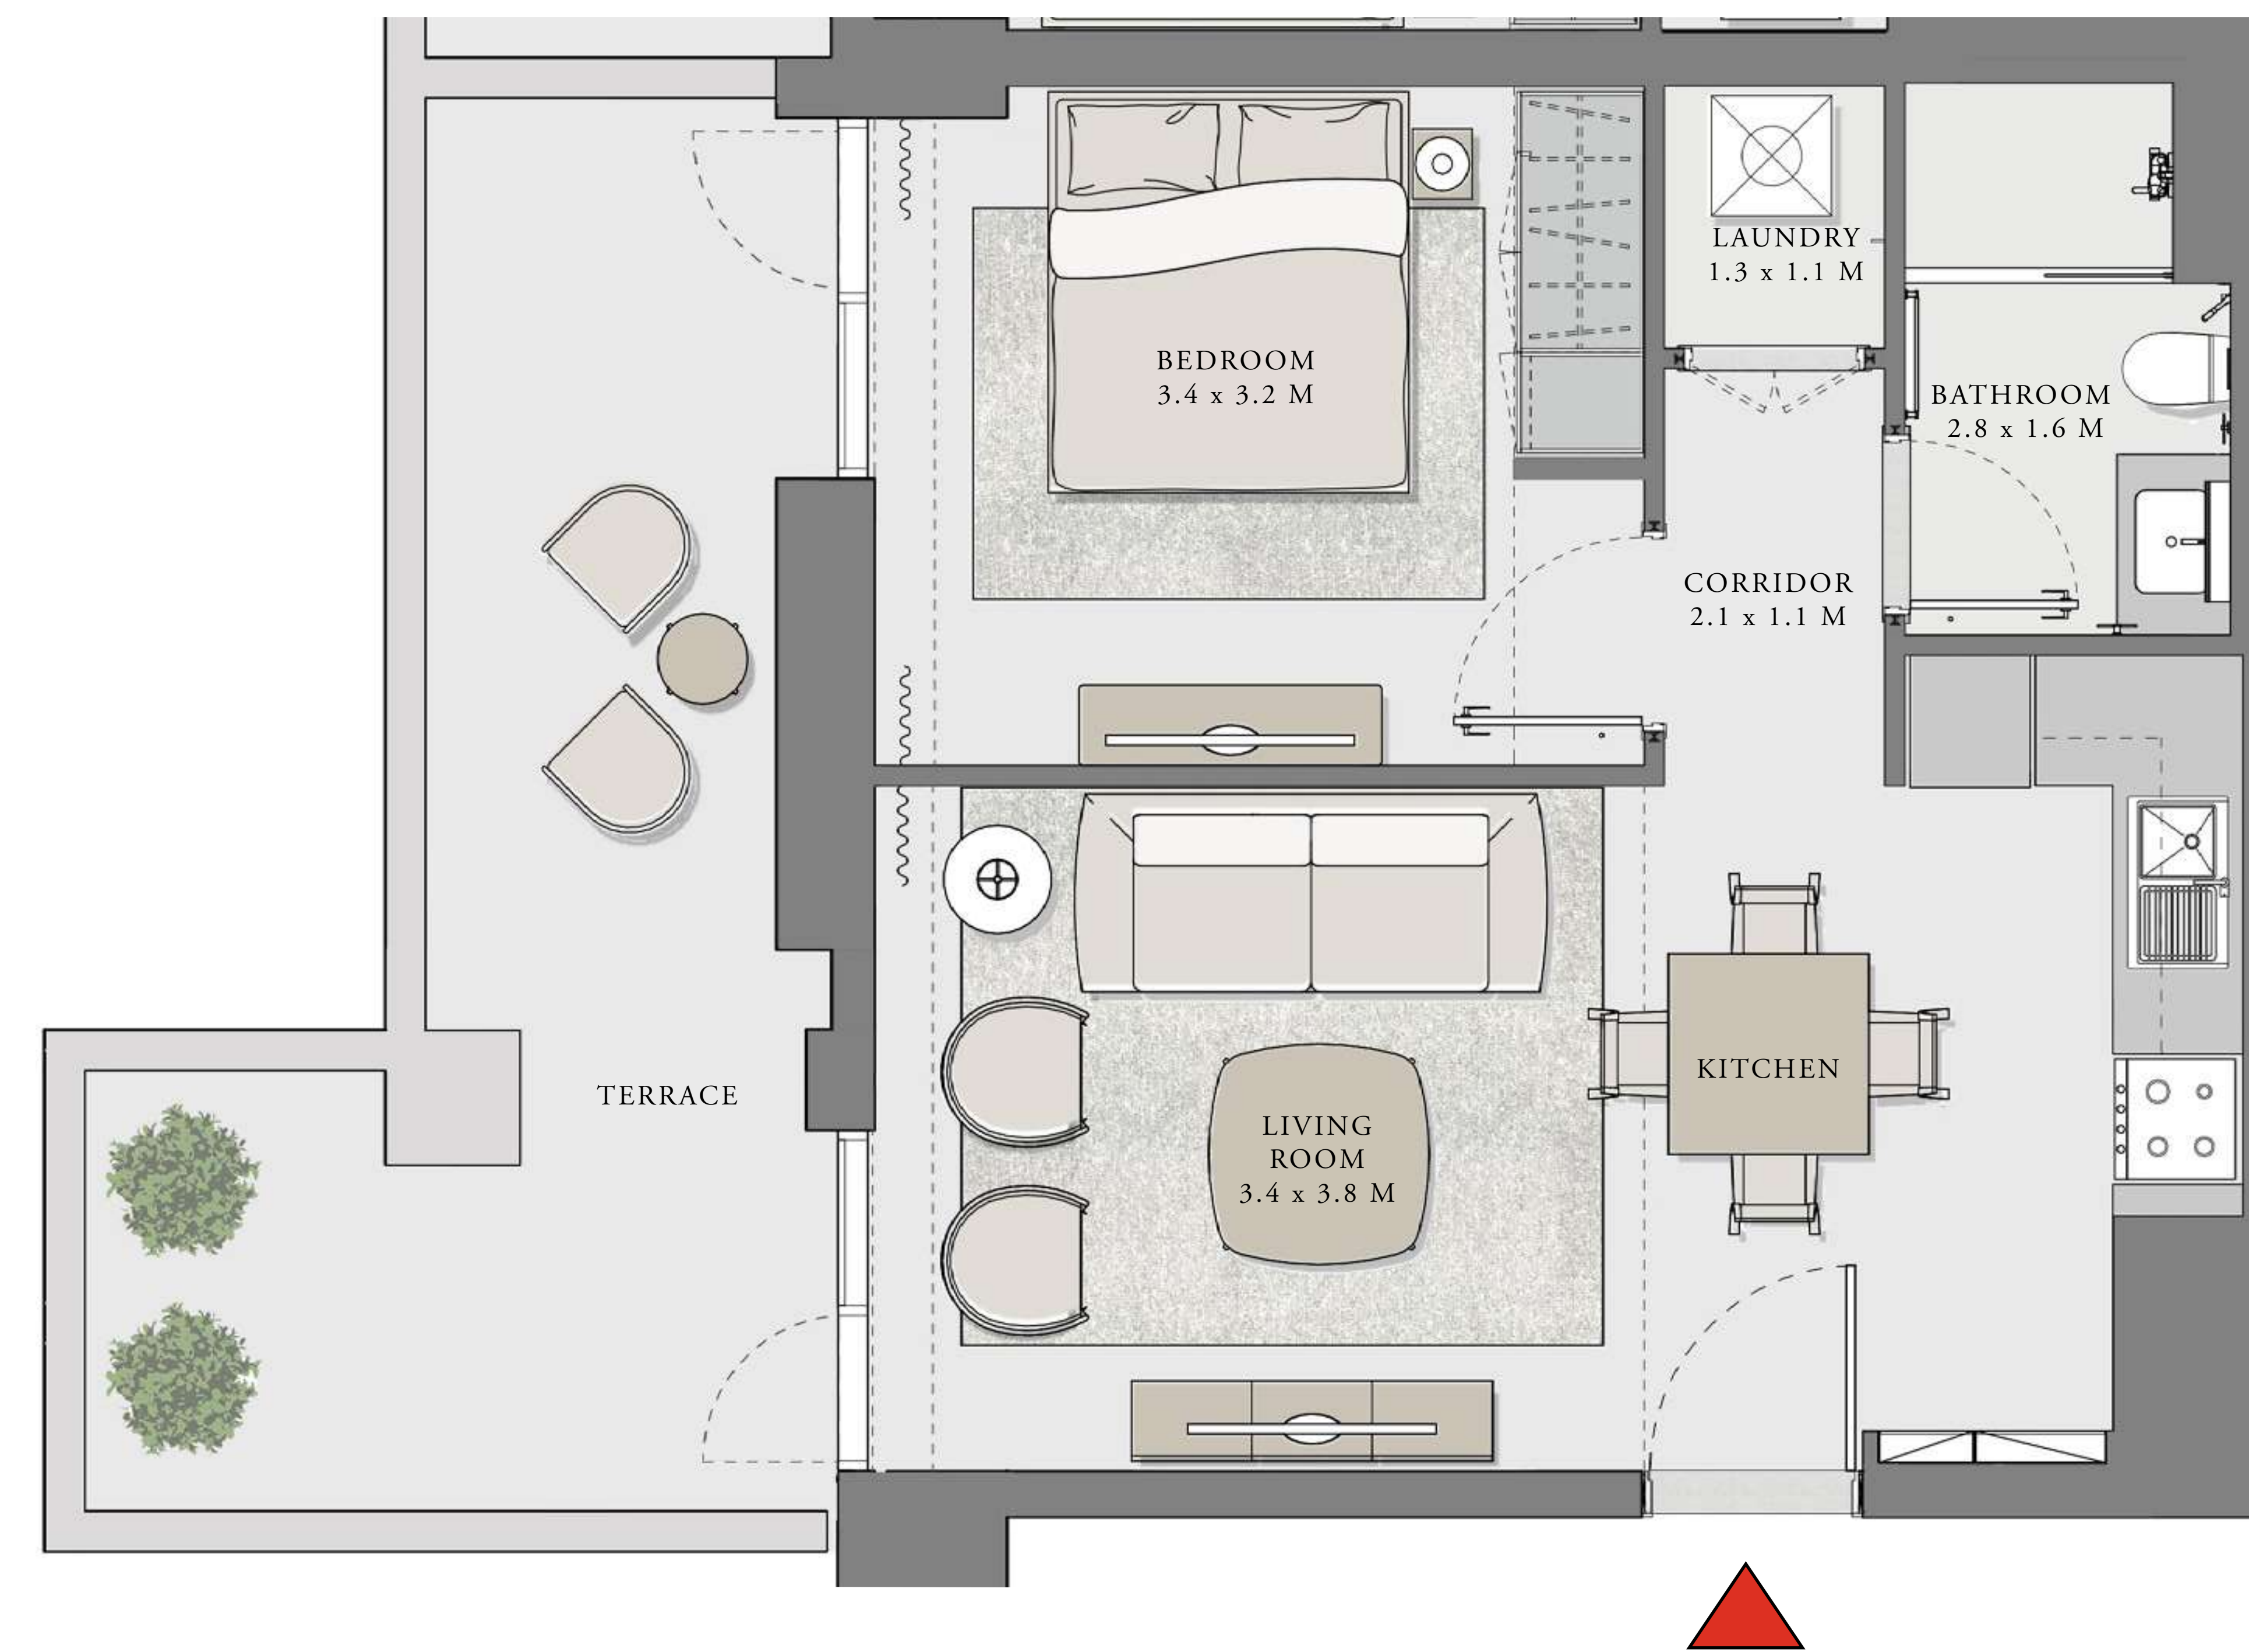 LAUNDRY
1.3 x 1.1 M
BEDROOM
3.4 x 3.2 M
BATHROOM
2.8 x 1.6 M
CORRIDOR
2.1 x 1.1 M
TERRACE
KITCHEN
LIVING
ROOM
3.4 x 3.8 M